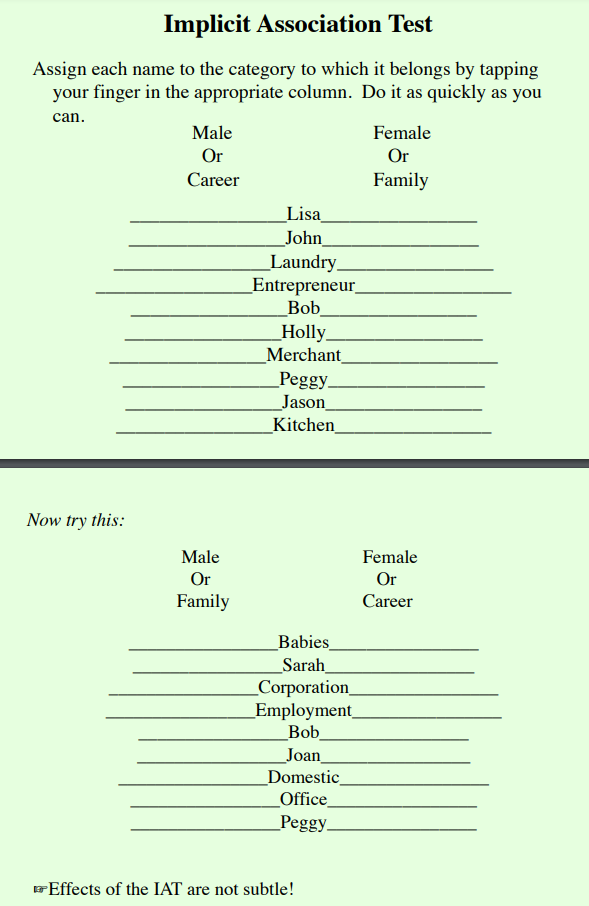 Implicit Association Test
Assign each name to the category to which it belongs by tapping
your finger in the appropriate column. Do it as quickly as you
can.
Male Female
Or Or
Career Family
________________Lisa________________
________________John________________
________________Laundry________________
________________Entrepreneur________________
________________Bob________________
________________Holly________________
________________Merchant________________
________________Peggy________________
________________Jason________________
________________Kitchen________________
Now try this:
Male Female
Or Or
Family Career
________________Babies________________
________________Sarah________________
________________Corporation________________
________________Employment________________
________________Bob________________
________________Joan________________
________________Domestic________________
________________Office________________
________________Peggy________________
☞Effects of the IAT are not subtle!